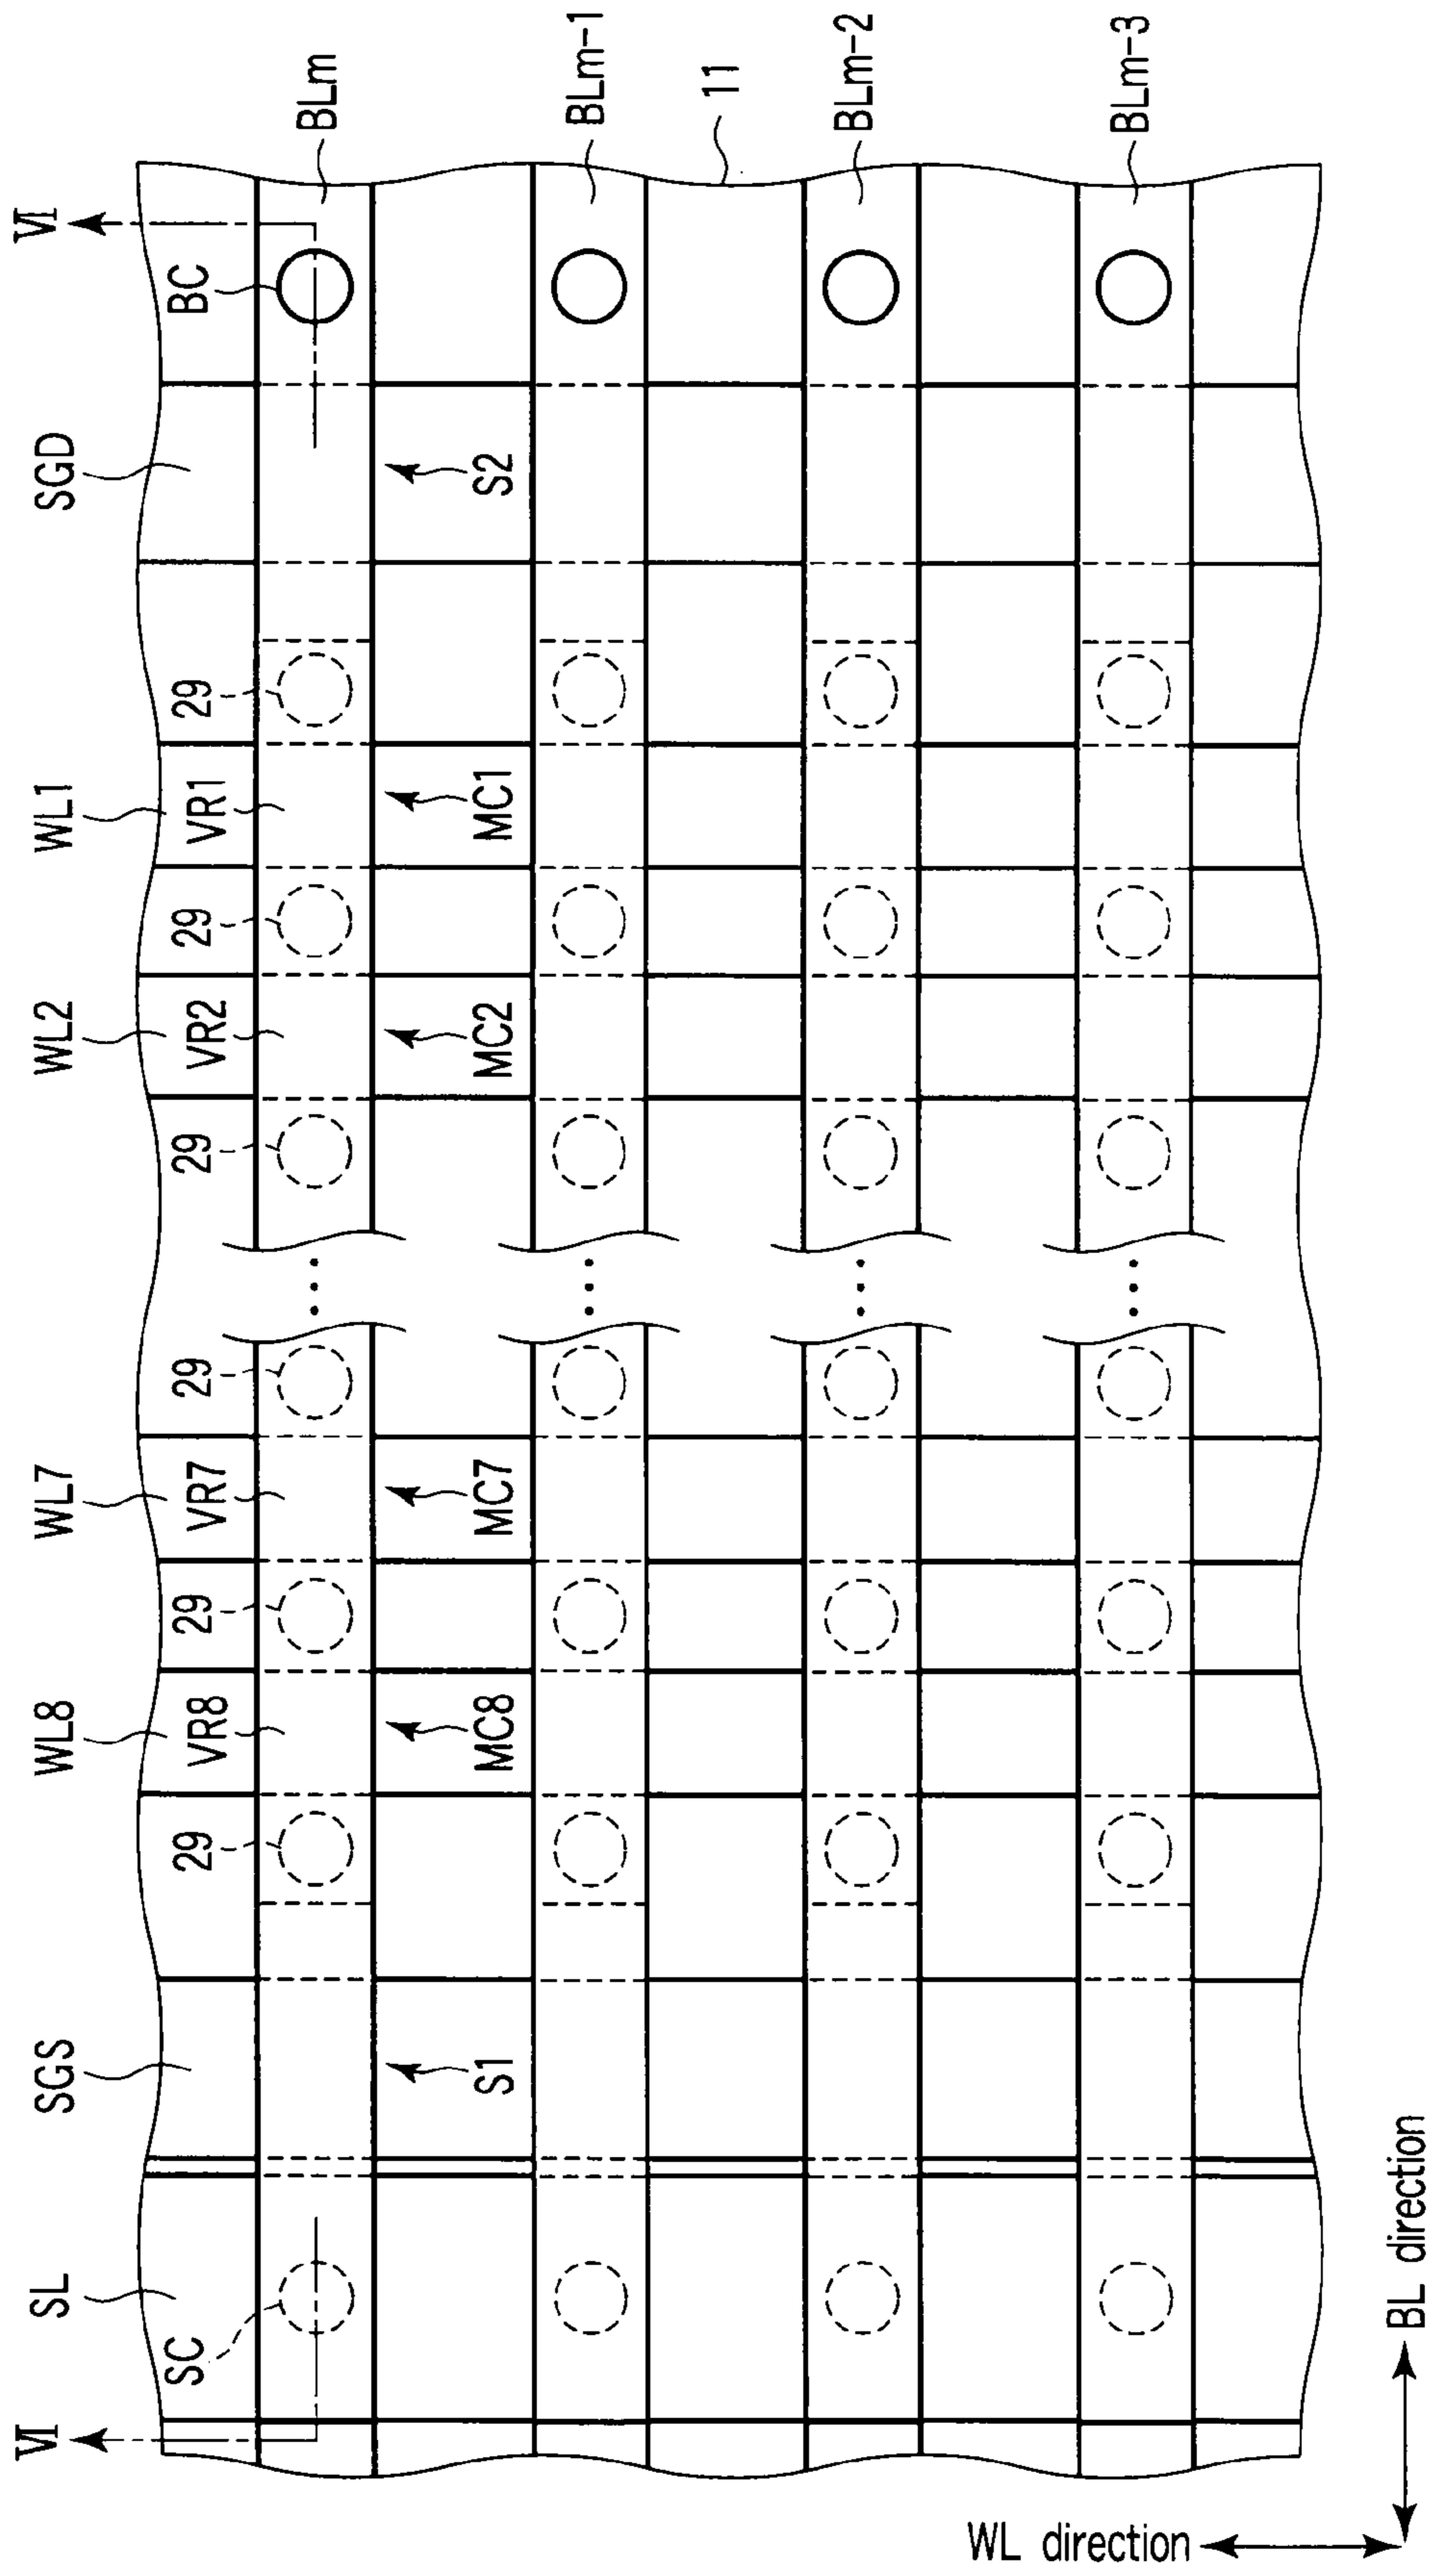 SL
SGS
WL8
WL7
WL2
WL1
SGD
VI
SC
29
VR8
29
VR7
29
29
VR2
29
VR1
29
BC
VI
BLm
S1
MC8
MC7
MC2
MC1
S2
BLm-1
11
BLm-2
BLm-3
WL direction
BL direction